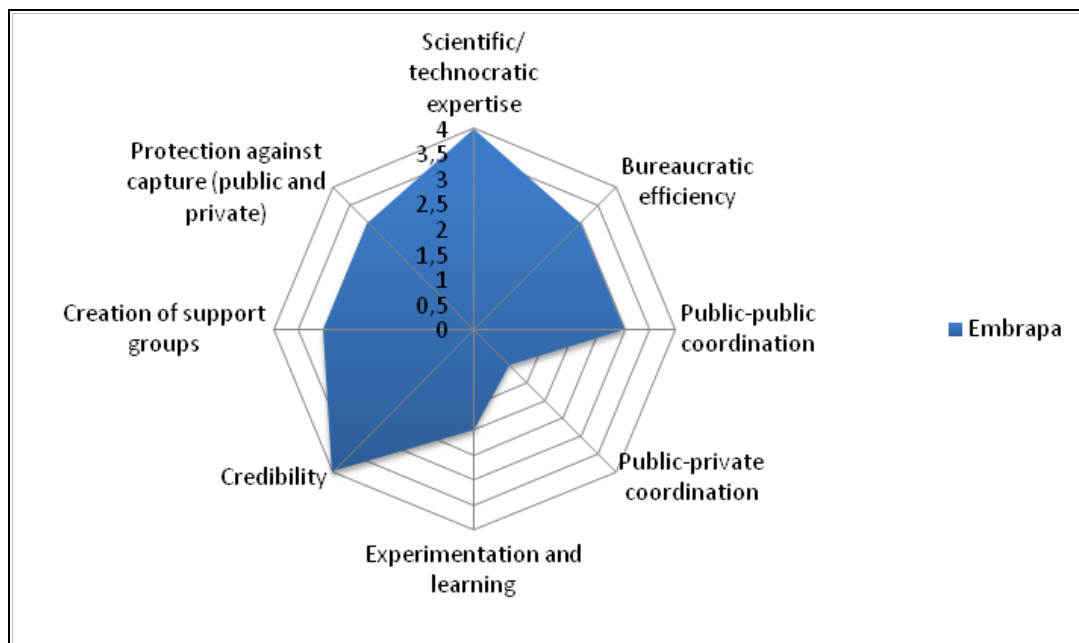 Scientific/
technocratic
expertise
4
3,5
3
2,5
2
1,5
1
0,5
0
Protection against
capture (public and
private)
Bureaucratic
efficiency
Creation of support
groups
Public-public
coordination
Embrapa
Credibility
Public-private
coordination
Experimentation and
learning